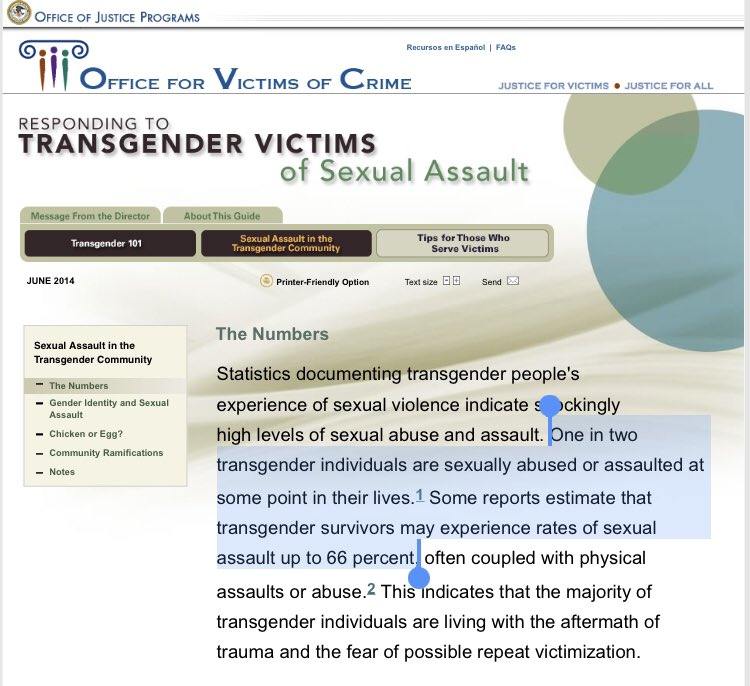 OFFICE OF JUSTICE PROGRAMS
Recursos en Español | FAQs
OFFICE FOR VICTIMS OF CRIME
JUSTICE FOR VICTIMS ● JUSTICE FOR ALL
RESPONDING TO
TRANSGENDER VICTIMS
of Sexual Assault
Message From the Director
About This Guide
Transgender 101
Sexual Assault in the
Transgender Community
Tips for Those Who
Serve Victims
JUNE 2014
Printer-Friendly Option
Text size
Send
Sexual Assault in the
Transgender Community
The Numbers
Gender Identity and Sexual
Assault
Chicken or Egg?
Community Ramifications
Notes
The Numbers
Statistics documenting transgender people's
experience of sexual violence indicate shockingly
high levels of sexual abuse and assault. One in two
transgender individuals are sexually abused or assaulted at
some point in their lives.1 Some reports estimate that
transgender survivors may experience rates of sexual
assault up to 66 percent, often coupled with physical
assaults or abuse.2 This indicates that the majority of
transgender individuals are living with the aftermath of
trauma and the fear of possible repeat victimization.